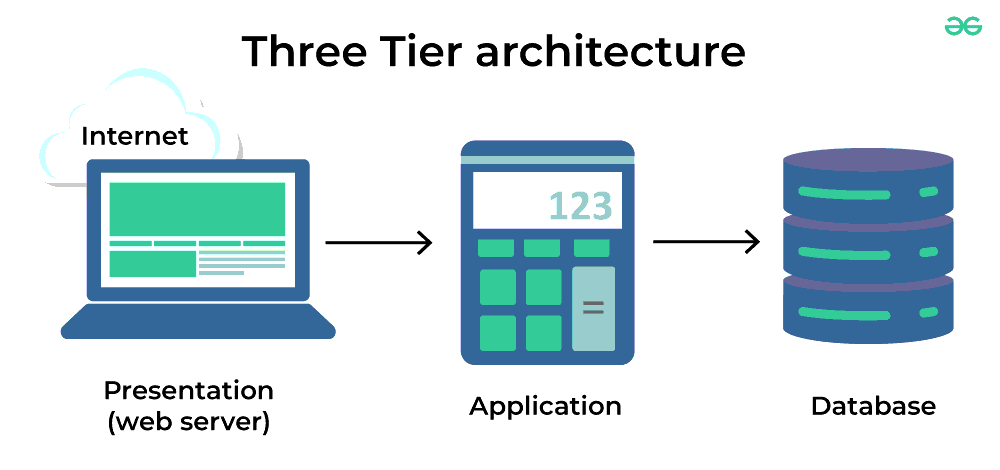 Three Tier architecture
Internet
123
=
Presentation
(web server)
Application
Database